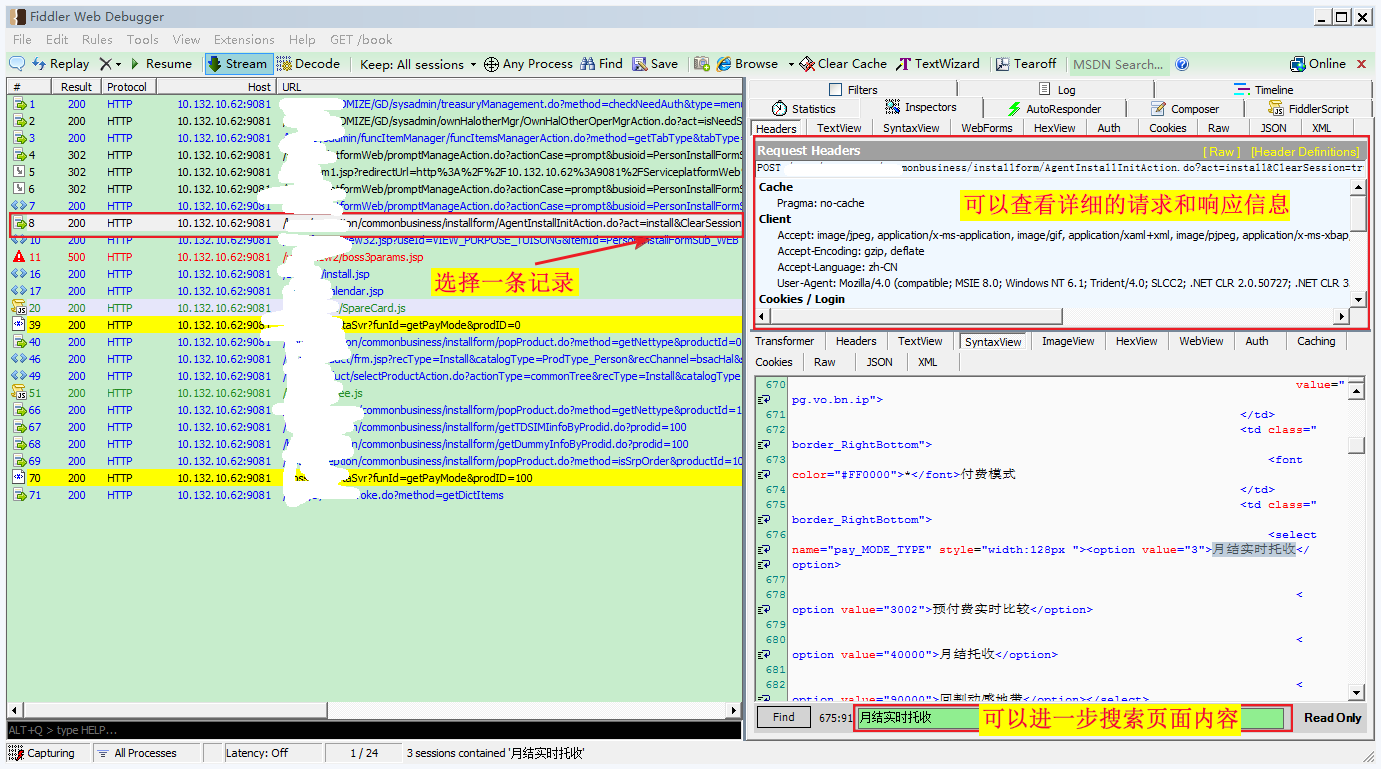 Fiddler Web Debugger
File Edit Rules Tools View Extensions Help GET /book
Replay Resume Stream Decode Keep: All sessions Any Process Find Save Browse Clear Cache TextWizard Tearoff MSDN Search... Online
# Result Protocol Host URL
1 200 HTTP 10.132.10.62:9081 OMIZE/GD/sysadmin/treasuryManagement.do?method=checkNeedAuth&type=menu
2 200 HTTP 10.132.10.62:9081 OMIZE/GD/sysadmin/ownHalotherMgr/OwnHalOtherOperMgrAction.do?act=isNeedS
3 200 HTTP 10.132.10.62:9081 admin/funcItemManager/funcItemsManagerAction.do?method=getTabType&tabType=
4 302 HTTP 10.132.10.62:9081 tformWeb/promptManageAction.do?actionCase=prompt&busioid=PersonInstallFormS
5 302 HTTP 10.132.10.62:9081 m1.jsp?redirectUrl=http%3A%2F%2F10.132.10.62%3A9081%2FServiceplatformWeb
6 302 HTTP 10.132.10.62:9081 tformWeb/promptManageAction.do?actionCase=prompt&busioid=PersonInstallFormS
7 200 HTTP 10.132.10.62:9081 tformWeb/promptManageAction.do?actionCase=prompt&busioid=PersonInstallFormS
8 200 HTTP 10.132.10.62:9081 tion/commonbusiness/installform/AgentInstallInitAction.do?act=install&ClearSession
10 200 HTTP 10.132.10.62:9081 ew32.jsp?useId=VIEW_PURPOSE_TUISONG&itemId=PersonInstallFormSub_WEB
11 500 HTTP 10.132.10.62:9081 ew2/boss3params.jsp
16 200 HTTP 10.132.10.62:9081 /install.jsp
17 200 HTTP 10.132.10.62:9081 alendar.jsp
20 200 HTTP 10.132.10.62:9081 /SpareCard.js
39 200 HTTP 10.132.10.62:9081 taSvr?funId=getPayMode&prodID=0
40 200 HTTP 10.132.10.62:9081 tion/commonbusiness/installform/popProduct.do?method=getNettype&productId=0
46 200 HTTP 10.132.10.62:9081 uct/frm.jsp?recType=Install&catalogType=ProdType_Person&recChannel=bsacHal&
49 200 HTTP 10.132.10.62:9081 uct/selectProductAction.do?actionType=commonTree&recType=Install&catalogType
51 200 HTTP 10.132.10.62:9081 ee.js
66 200 HTTP 10.132.10.62:9081 /commonbusiness/installform/popProduct.do?method=getNettype&productId=1
67 200 HTTP 10.132.10.62:9081 ption/commonbusiness/installform/getTDSIMIinfoByProdid.do?prodid=100
68 200 HTTP 10.132.10.62:9081 ption/commonbusiness/installform/getDummyInfoByProdid.do?prodid=100
69 200 HTTP 10.132.10.62:9081 eption/commonbusiness/installform/popProduct.do?method=isSrpOrder&productId=10
70 200 HTTP 10.132.10.62:9081 taSvr?funId=getPayMode&prodID=100
71 200 HTTP 10.132.10.62:9081 oke.do?method=getDictItems
选择一条记录
ALT+Q > type HELP...
Filters Log Timeline
Statistics Inspectors AutoResponder Composer FiddlerScript
Headers TextView SyntaxView WebForms HexView Auth Cookies Raw JSON XML
Request Headers [ Raw ] [Header Definitions]
POST mmonbusiness/installform/AgentInstallInitAction.do?act=install&ClearSession=tr
Cache
Pragma: no-cache
可以查看详细的请求和响应信息
Client
Accept: image/jpeg, application/x-ms-application, image/gif, application/xaml+xml, image/pjpeg, application/x-ms-xbap,
Accept-Encoding: gzip, deflate
Accept-Language: zh-CN
User-Agent: Mozilla/4.0 (compatible; MSIE 8.0; Windows NT 6.1; Trident/4.0; SLCC2; .NET CLR 2.0.50727; .NET CLR 3.
Cookies / Login
Transformer Headers TextView SyntaxView ImageView HexView WebView Auth Caching
Cookies Raw JSON XML
670 value="
pg.vo.bn.ip">
671 </td>
672 <td class="
border_RightBottom">
673 <font
color="#FF0000">*</font>付费模式
674 </td>
675 <td class="
border_RightBottom">
676 <select
name="pay_MODE_TYPE" style="width:128px "><option value="3">月结实时托收</
option>
677
678 <
option value="3002">预付费实时比较</option>
679
680 <
option value="40000">月结托收</option>
681
682 <
option value="90000">回割动感地带</option></select>
Find 675:91 月结实时托收 可以进一步搜索页面内容 Read Only
Capturing All Processes Latency: Off 1 / 24 3 sessions contained '月结实时托收'